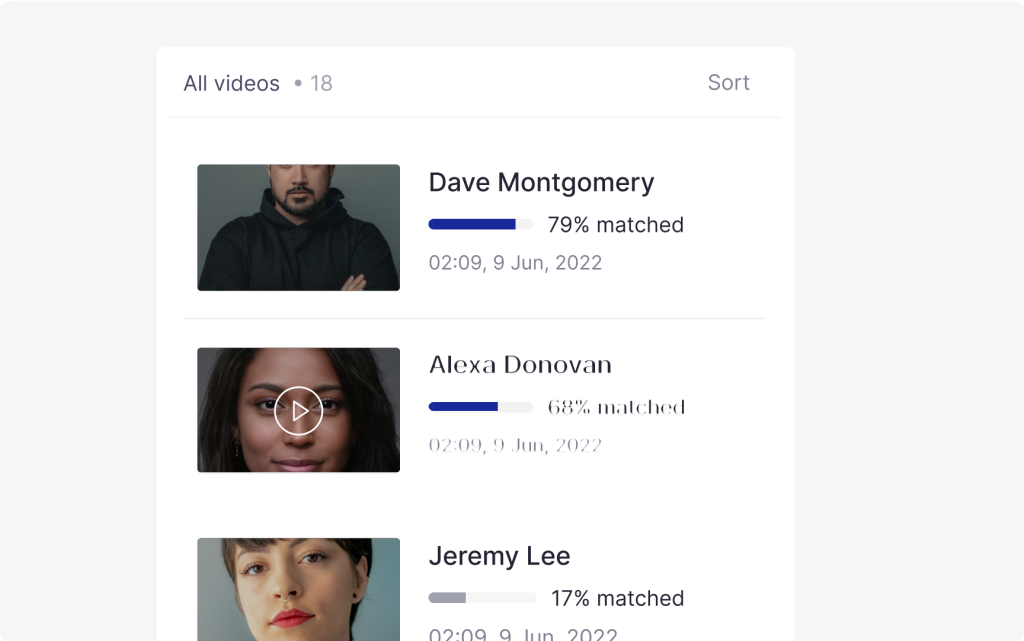 All videos • 18
Sort
Dave Montgomery
79% matched
02:09, 9 Jun, 2022
Alexa Donovan
68% matched
02:09, 9 Jun, 2022
Jeremy Lee
17% matched
02:09, 9 Jun, 2022